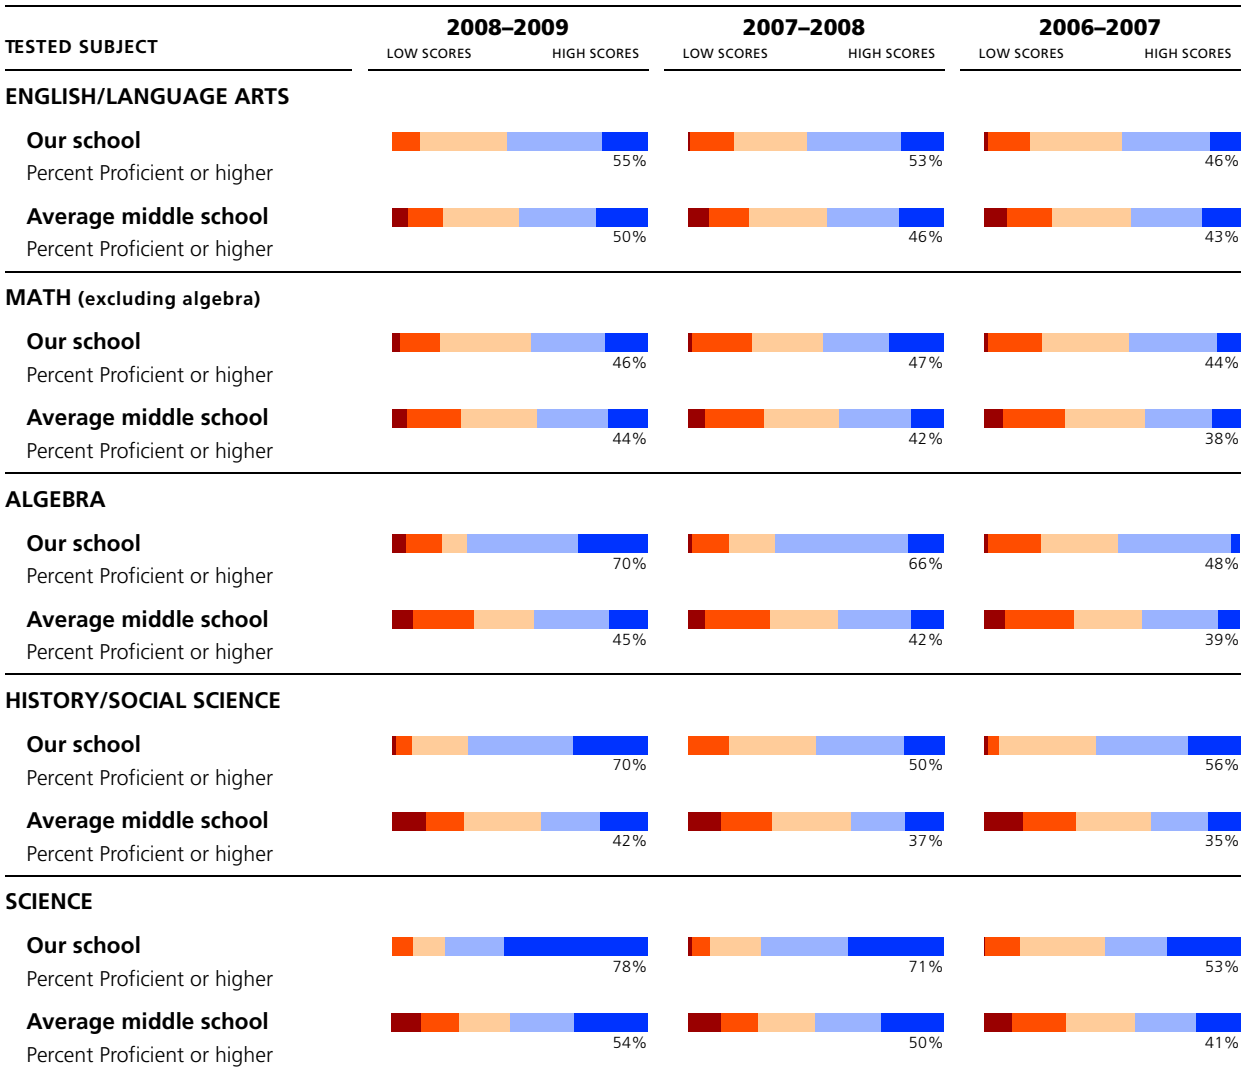 2008–2009 2007–2008 2006–2007
TESTED SUBJECT LOW SCORES HIGH SCORES LOW SCORES HIGH SCORES LOW SCORES HIGH SCORES
ENGLISH/LANGUAGE ARTS
Our school
55% 53% 46%
Percent Proficient or higher
Average middle school
50% 46% 43%
Percent Proficient or higher
MATH (excluding algebra)
Our school
46% 47% 44%
Percent Proficient or higher
Average middle school
44% 42% 38%
Percent Proficient or higher
ALGEBRA
Our school
70% 66% 48%
Percent Proficient or higher
Average middle school
45% 42% 39%
Percent Proficient or higher
HISTORY/SOCIAL SCIENCE
Our school
70% 50% 56%
Percent Proficient or higher
Average middle school
42% 37% 35%
Percent Proficient or higher
SCIENCE
Our school
78% 71% 53%
Percent Proficient or higher
Average middle school
54% 50% 41%
Percent Proficient or higher